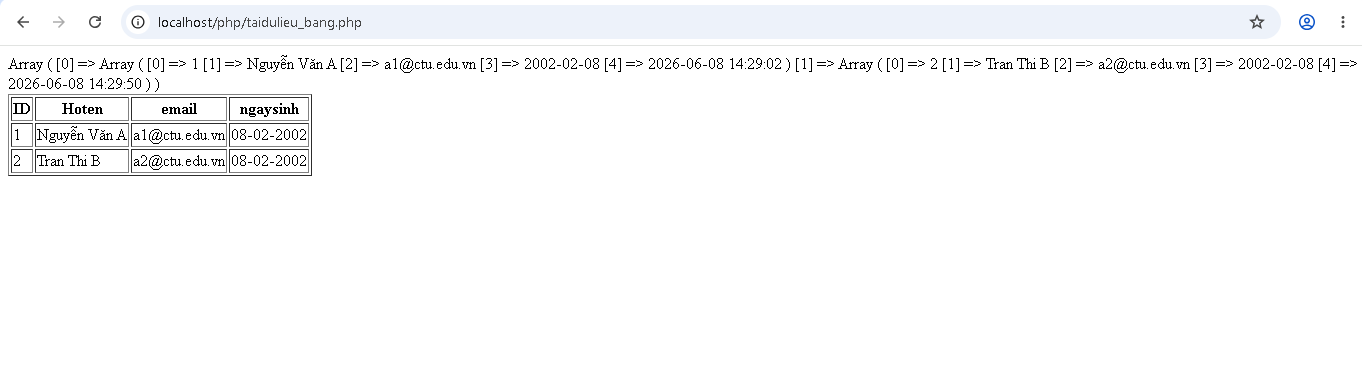 localhost/php/taidulieu_bang.php
Array ( [0] => Array ( [0] => 1 [1] => Nguyễn Văn A [2] => a1@ctu.edu.vn [3] => 2002-02-08 [4] => 2026-06-08 14:29:02 ) [1] => Array ( [0] => 2 [1] => Tran Thi B [2] => a2@ctu.edu.vn [3] => 2002-02-08 [4] =>
2026-06-08 14:29:50 ) )
ID Hoten email ngaysinh
1 Nguyễn Văn A a1@ctu.edu.vn 08-02-2002
2 Tran Thi B a2@ctu.edu.vn 08-02-2002